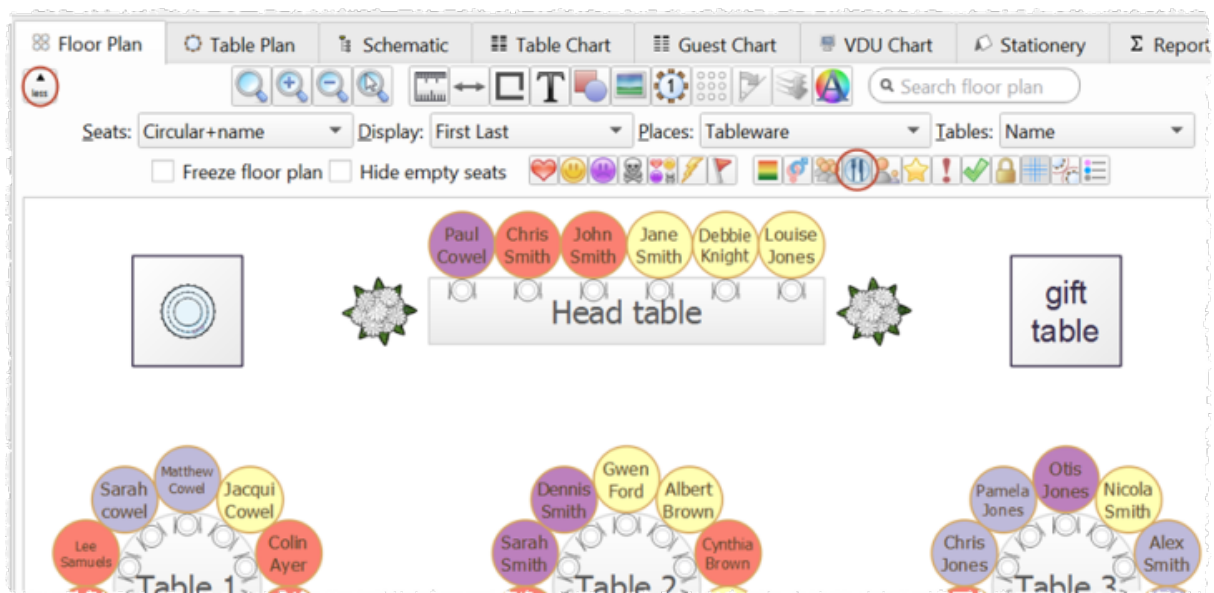 Floor Plan Table Plan Schematic Table Chart Guest Chart VDU Chart Stationery Σ Report
less T 1 A Search floor plan
Seats: Circular+name Display: First Last Places: Tableware Tables: Name
Freeze floor plan Hide empty seats
Paul Cowel
Chris Smith
John Smith
Jane Smith
Debbie Knight
Louise Jones
Head table
gift
table
Sarah cowel
Matthew Cowel
Jacqui Cowel
Lee Samuels
Colin Ayer
Table 1
Dennis Smith
Gwen Ford
Albert Brown
Sarah Smith
Cynthia Brown
Table 2
Pamela Jones
Otis Jones
Nicola Smith
Chris Jones
Alex Smith
Table 3